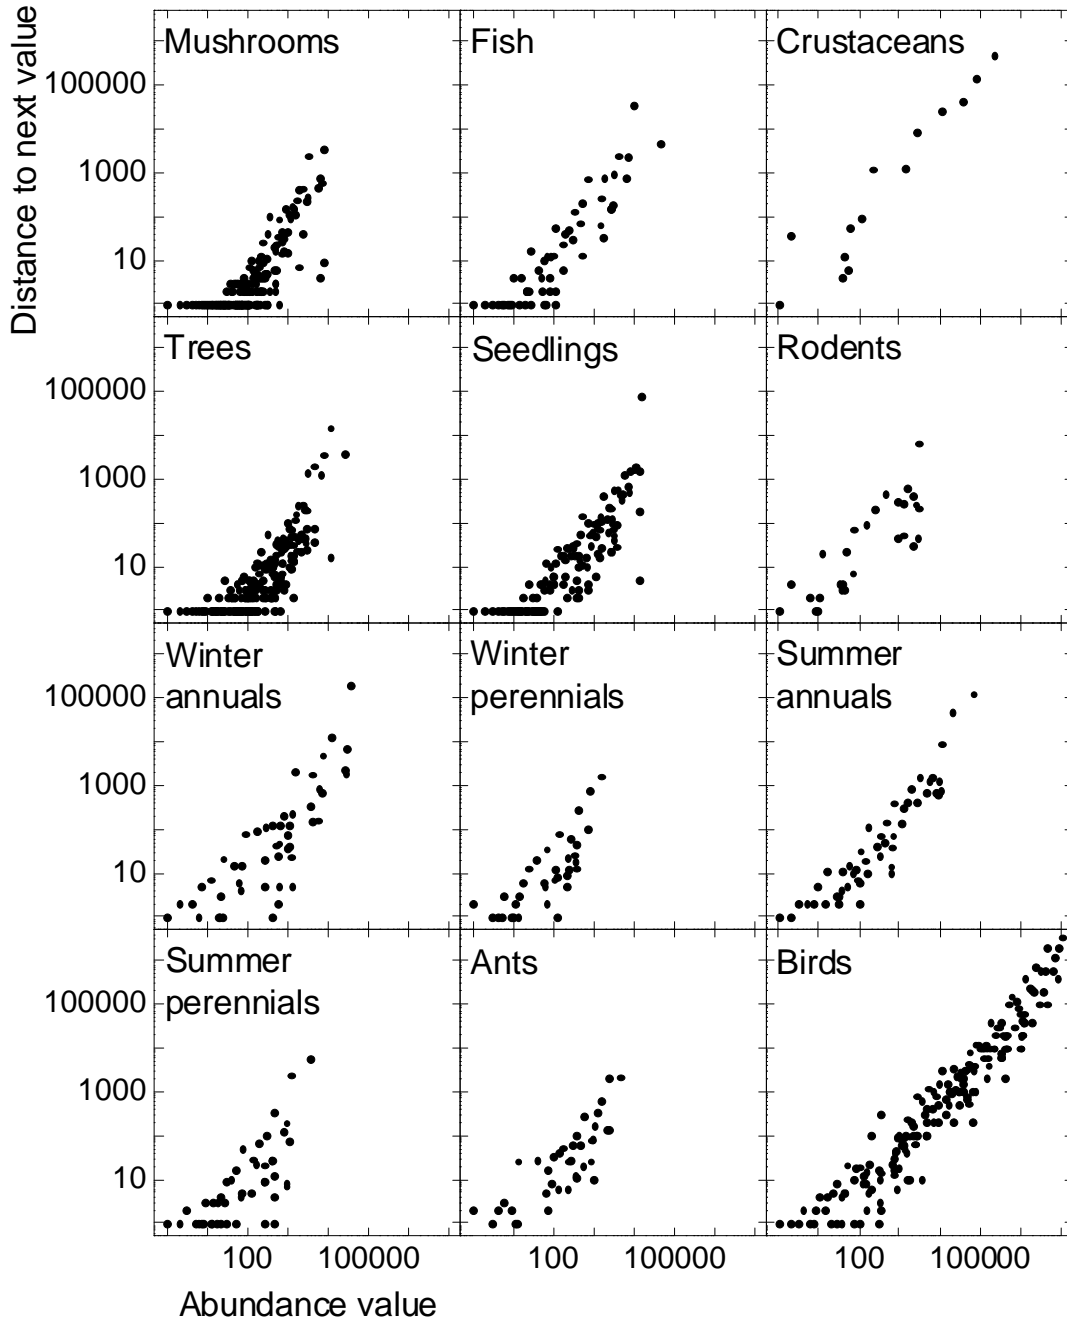 Distance to next value
Mushrooms
Fish
Crustaceans
100000
1000
10
Trees
Seedlings
Rodents
100000
1000
10
Winter
annuals
Winter
perennials
Summer
annuals
100000
1000
10
Summer
perennials
Ants
Birds
100000
1000
10
100 100000 100 100000 100 100000
Abundance value